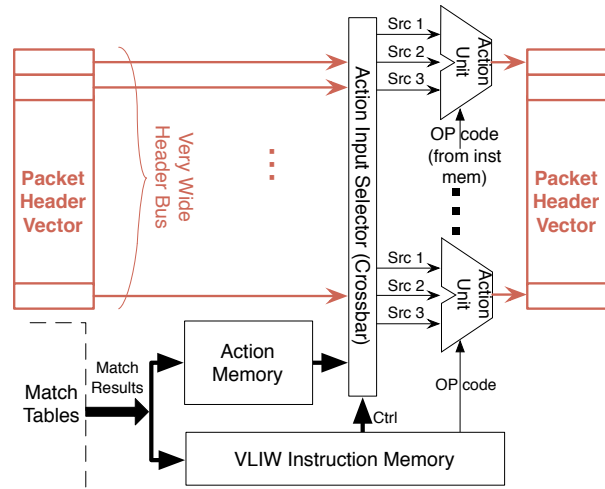 Packet
Header
Vector
Very Wide
Header Bus
Action Input Selector (Crossbar)
Src 1
Src 2
Src 3
Action
Unit
OP code
(from inst
mem)
Packet
Header
Vector
Src 1
Src 2
Src 3
Action
Unit
OP code
Match
Tables
Match
Results
Action
Memory
Ctrl
VLIW Instruction Memory